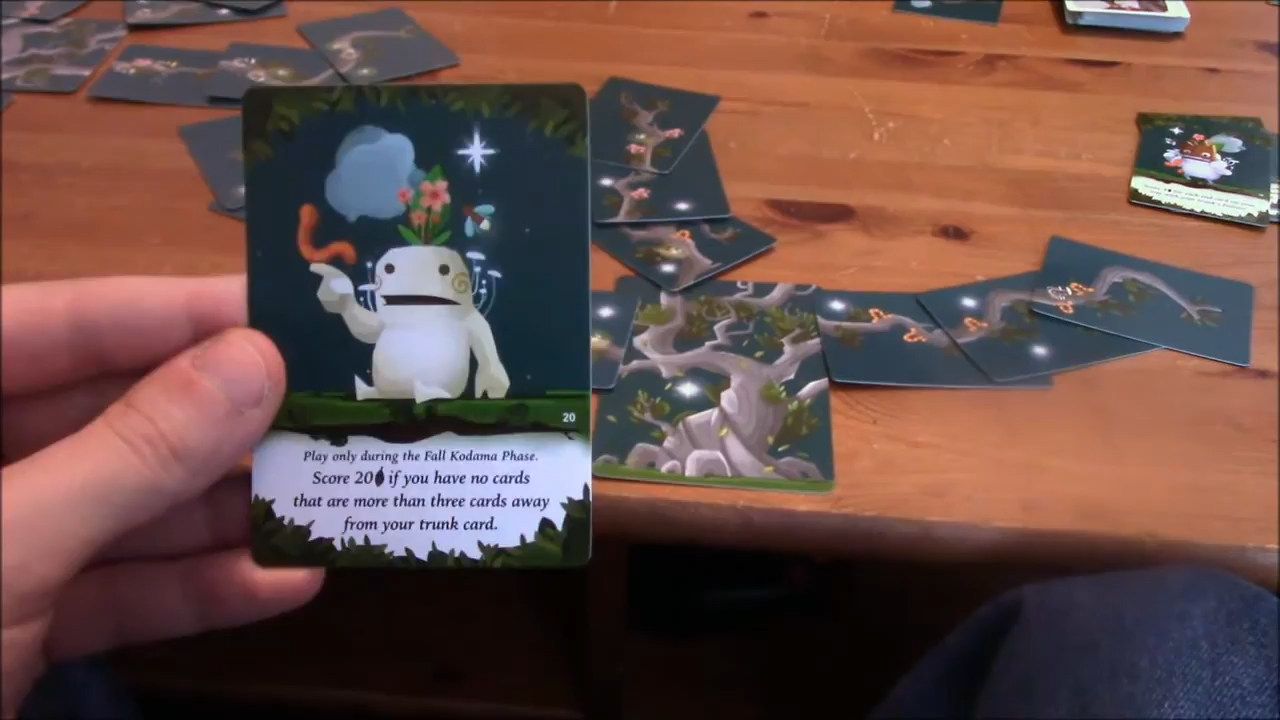 20
Play only during the Fall Kodama Phase.
Score 20 if you have no cards
that are more than three cards away
from your trunk card.